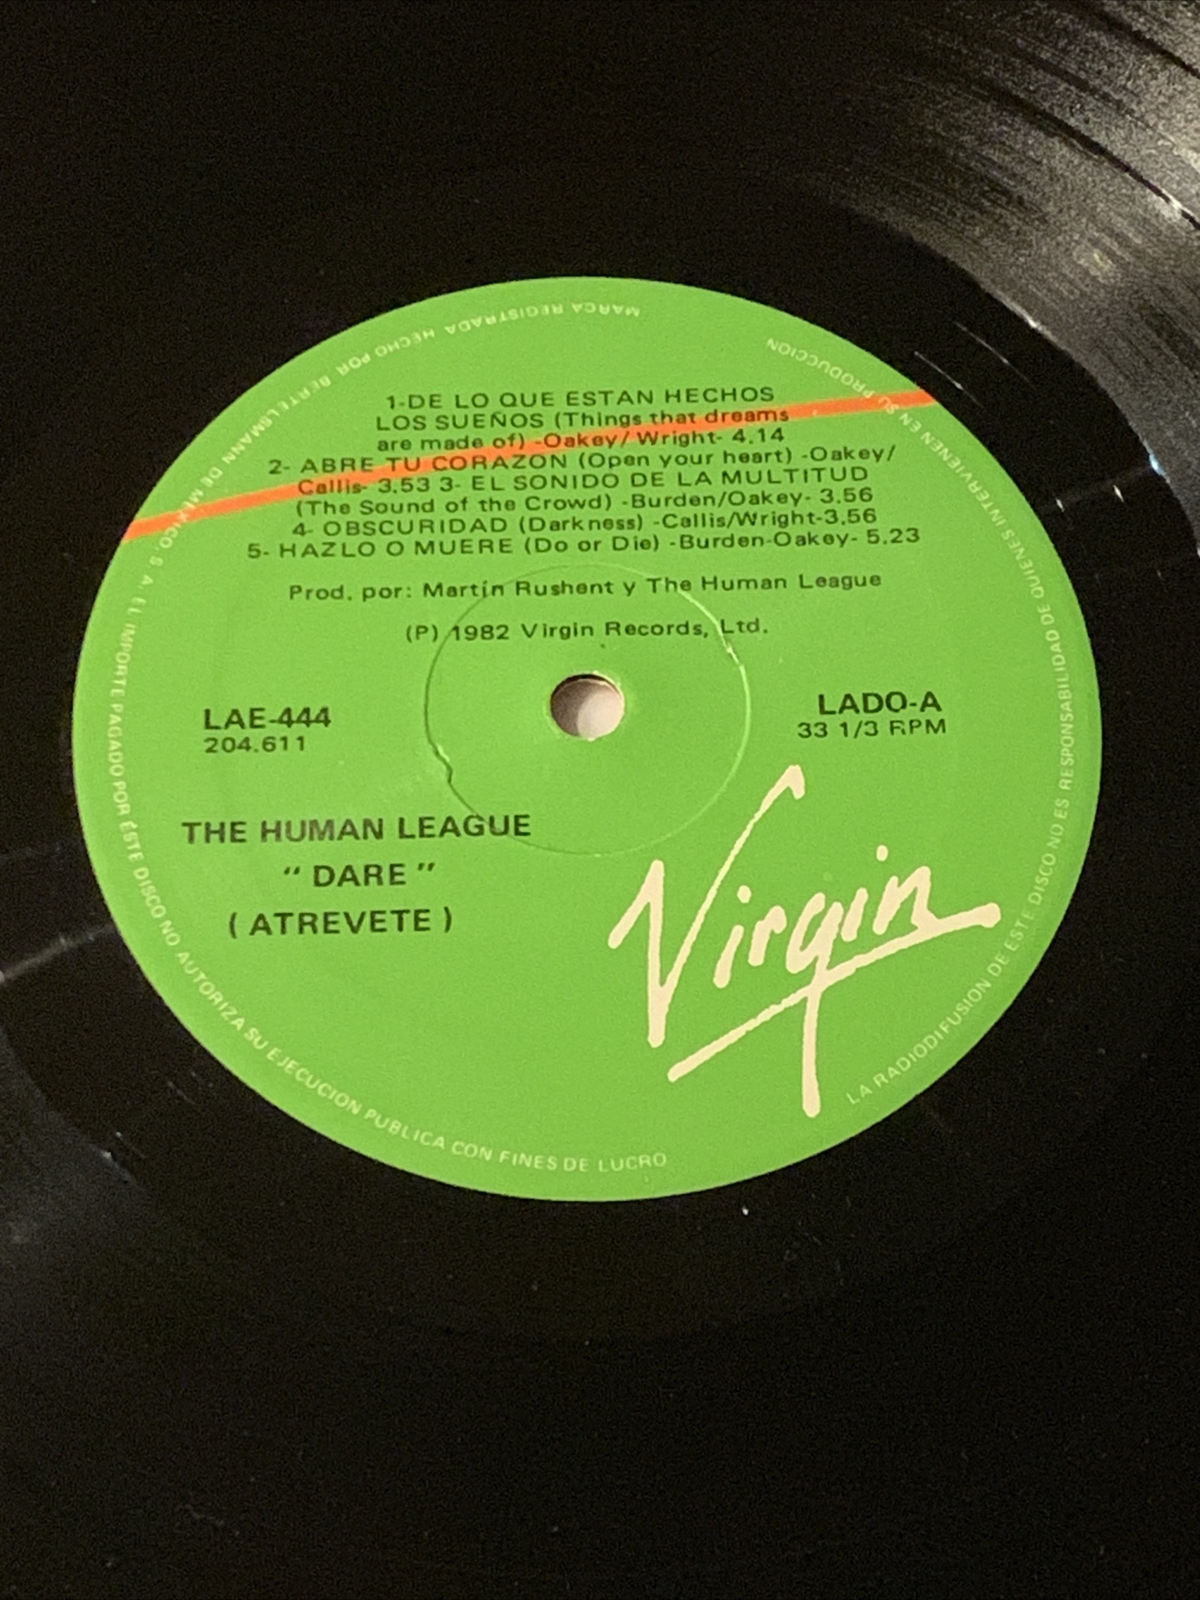 1-DE LO QUE ESTAN HECHOS
LOS SUEÑOS (Things that dreams
are made of) -Oakey/ Wright- 4.14
2- ABRE TU CORAZON (Open your heart) -Oakey/
Callis- 3.53 3- EL SONIDO DE LA MULTITUD
(The Sound of the Crowd) -Burden/Oakey- 3.56
4- OBSCURIDAD (Darkness) -Callis/Wright-3.56
5- HAZLO O MUERE (Do or Die) -Burden-Oakey- 5.23
Prod. por: Martín Rushent y The Human League
(P) 1982 Virgin Records, Ltd.
LAE-444
204.611
LADO-A
33 1/3 RPM
THE HUMAN LEAGUE
“ DARE ”
( ATREVETE )
Virgin
MARCA REGISTRADA HECHO POR BERTELSMANN DE MEXICO, S. A. EL IMPORTE PAGADO POR ÉSTE DISCO NO AUTORIZA SU EJECUCION PUBLICA CON FINES DE LUCRO
LA RADIODIFUSION DE ESTE DISCO NO ES RESPONSABILIDAD DE QUIENES INTERVIENEN EN SU PRODUCCION